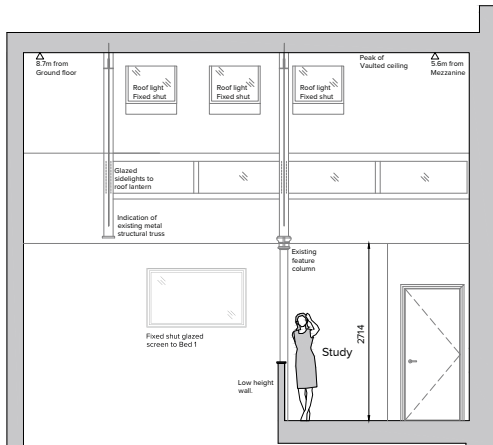 8.7m from
Ground floor
Peak of
Vaulted ceiling
5.6m from
Mezzanine
Roof light
Fixed shut
Roof light
Fixed shut
Roof light
Fixed shut
Glazed
sidelights to
roof lantern
Indication of
existing metal
structural truss
Existing
feature
column
Fixed shut glazed
screen to Bed 1
Study
2714
Low height
wall.